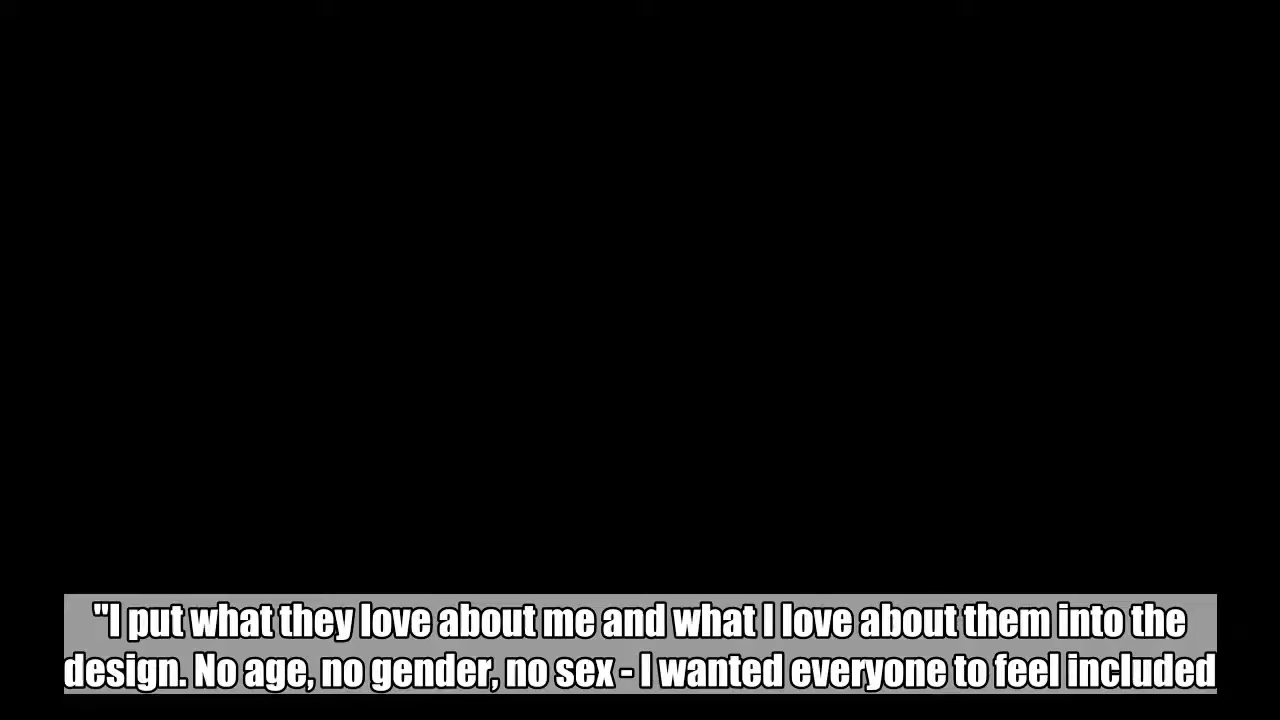 "I put what they love about me and what I love about them into the
design. No age, no gender, no sex - I wanted everyone to feel included